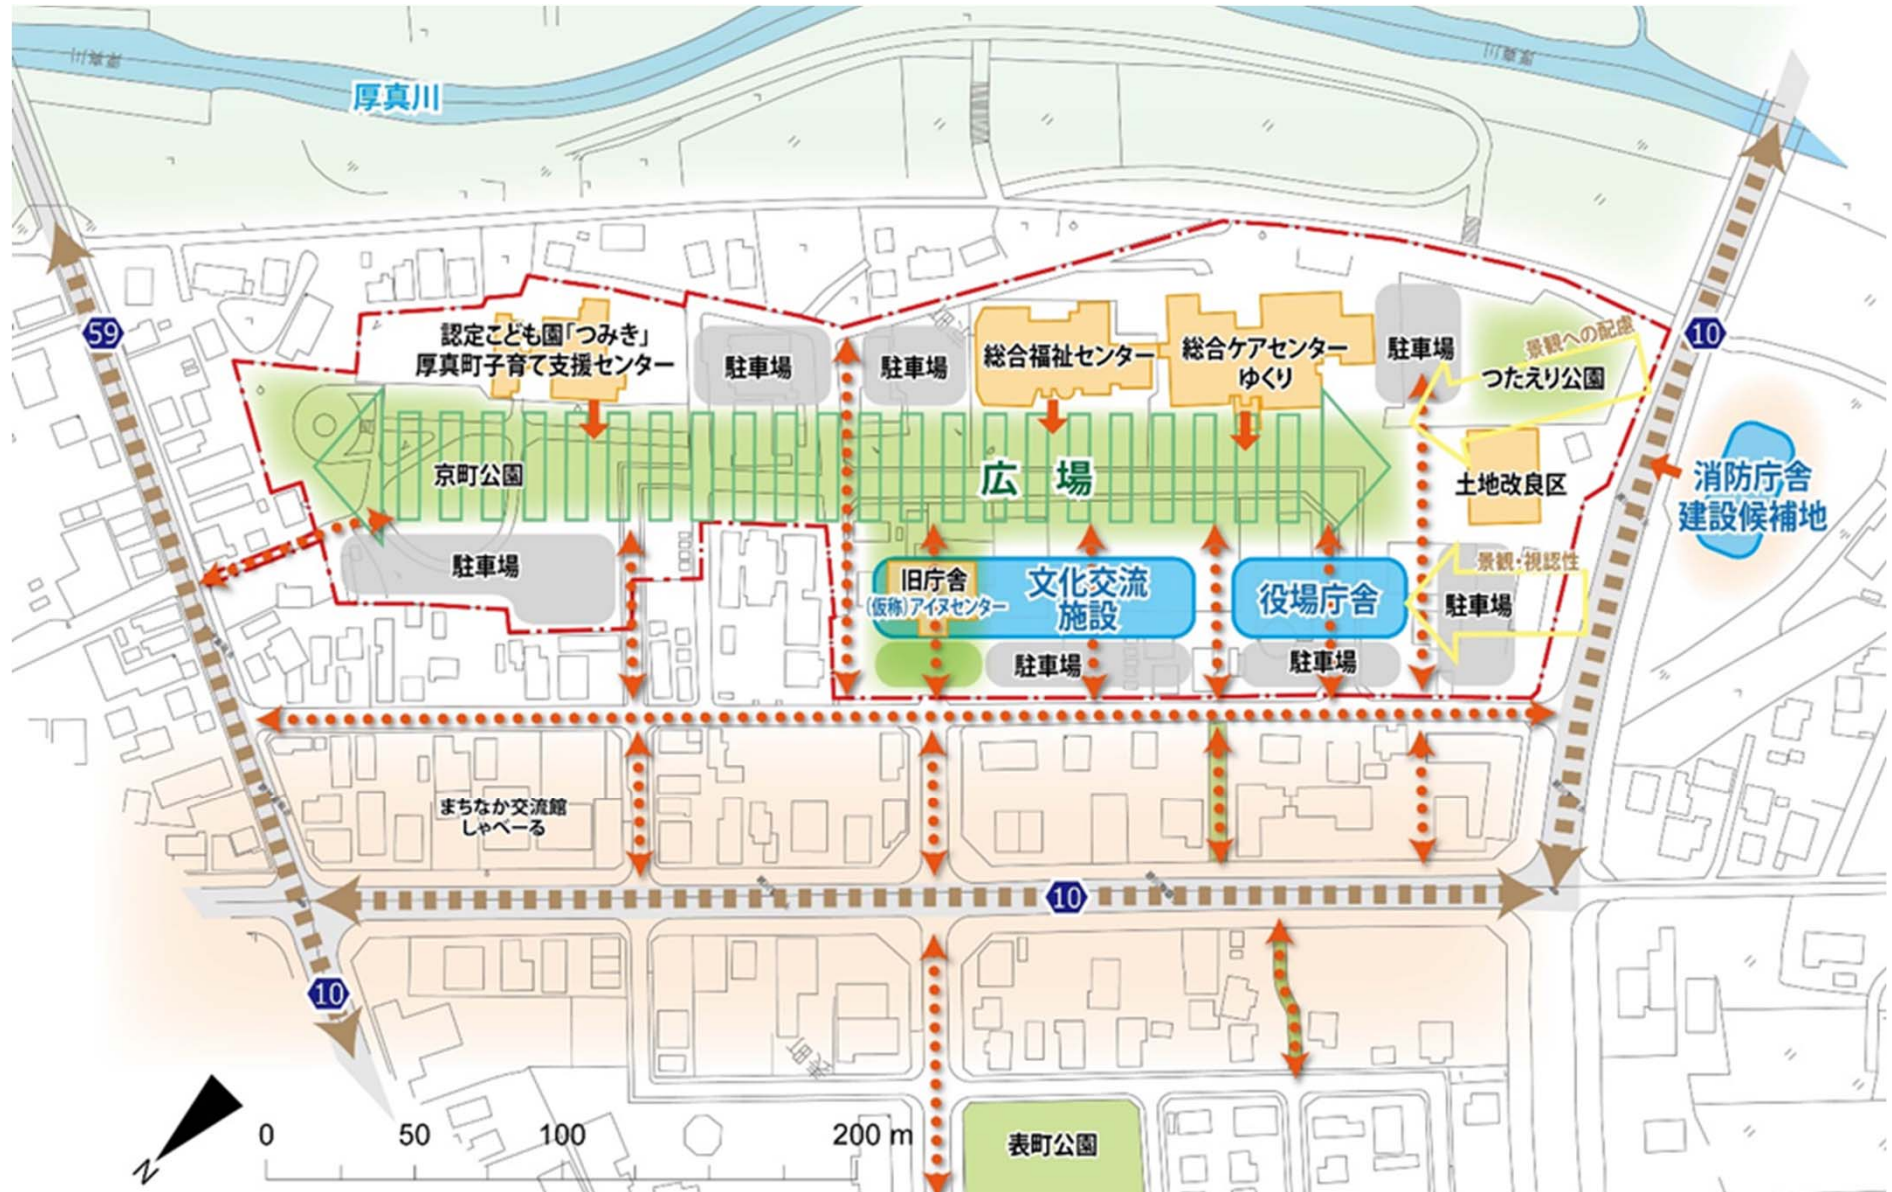 厚真川
厚真川
厚真川
59
10
認定こども園「つみき」
厚真町子育て支援センター
駐車場
駐車場
総合福祉センター
総合ケアセンター
ゆくり
駐車場
景観への配慮
つたえり公園
京町公園
広場
土地改良区
消防庁舎
建設候補地
駐車場
旧庁舎
(仮称)アイヌセンター
文化交流
施設
役場庁舎
景観・視認性
駐車場
駐車場
駐車場
まちなか交流館
しゃべーる
10
10
表町公園
N
0
50
100
200 m